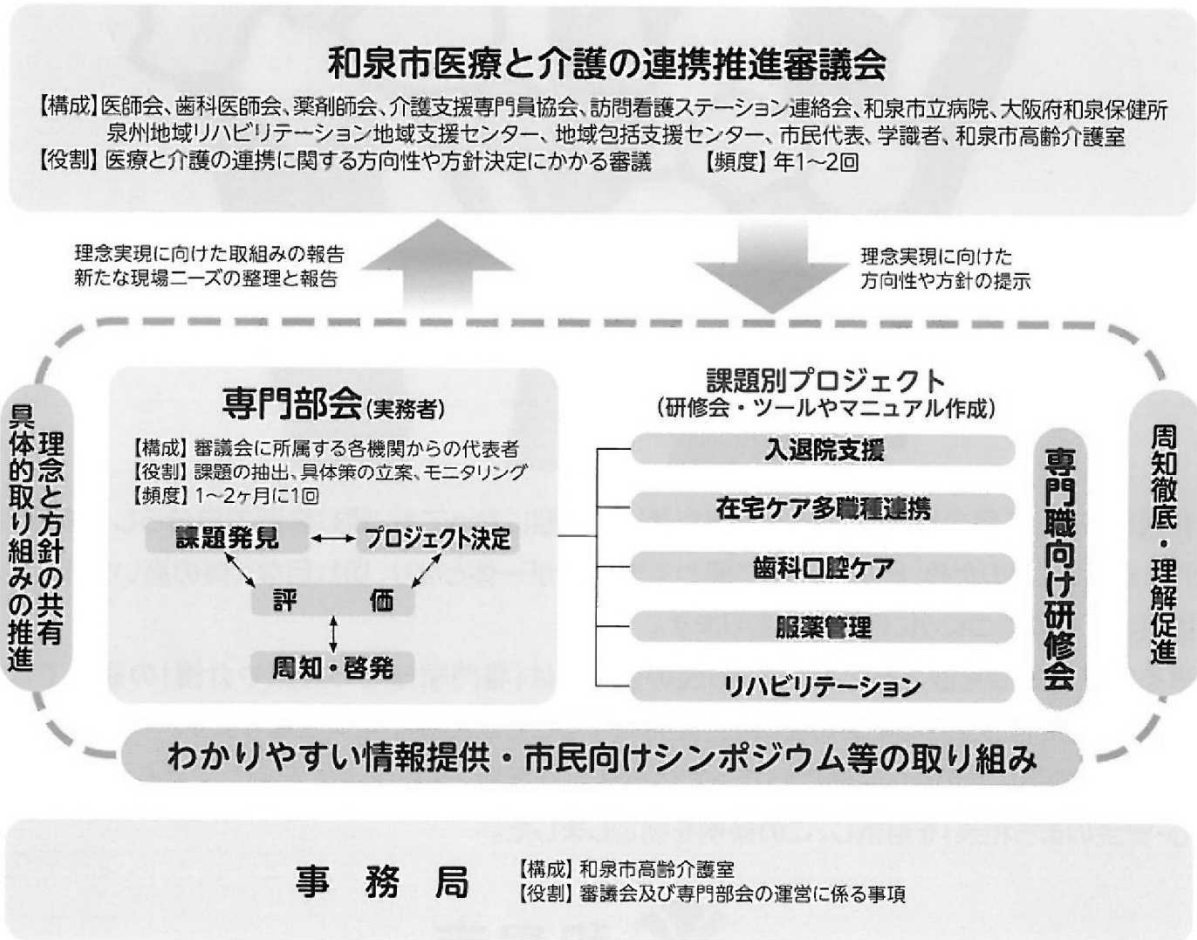 和泉市医療と介護の連携推進審議会
【構成】医師会、歯科医師会、薬剤師会、介護支援専門員協会、訪問看護ステーション連絡会、和泉市立病院、大阪府和泉保健所
泉州地域リハビリテーション地域支援センター、地域包括支援センター、市民代表、学識者、和泉市高齢介護室
【役割】医療と介護の連携に関する方向性や方針決定にかかる審議 【頻度】年1〜2回
理念実現に向けた取組みの報告
新たな現場ニーズの整理と報告
理念実現に向けた
方向性や方針の提示
理念と方針の共有
具体的取り組みの推進
専門部会(実務者)
【構成】審議会に所属する各機関からの代表者
【役割】課題の抽出、具体策の立案、モニタリング
【頻度】1〜2ヶ月に1回
課題発見
プロジェクト決定
評 価
周知・啓発
課題別プロジェクト
(研修会・ツールやマニュアル作成)
入退院支援
在宅ケア多職種連携
歯科口腔ケア
服薬管理
リハビリテーション
専門職向け研修会
周知徹底・理解促進
わかりやすい情報提供・市民向けシンポジウム等の取り組み
事務局
【構成】和泉市高齢介護室
【役割】審議会及び専門部会の運営に係る事項